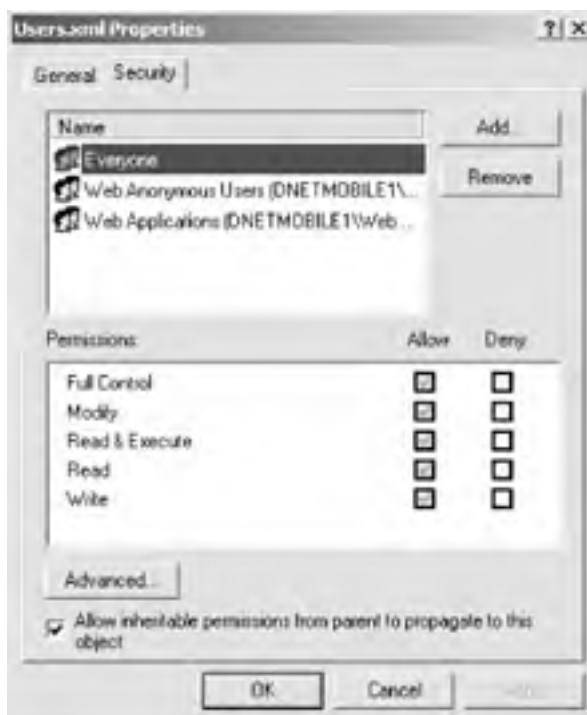 Users.xml Properties
General Security
Name
Add...
Everyone
Web Anonymous Users (DNETMOBILE1\...
Remove
Web Applications (DNETMOBILE1\Web ...
Permissions: Allow Deny
Full Control
Modify
Read & Execute
Read
Write
Advanced...
Allow inheritable permissions from parent to propagate to this
object
OK Cancel